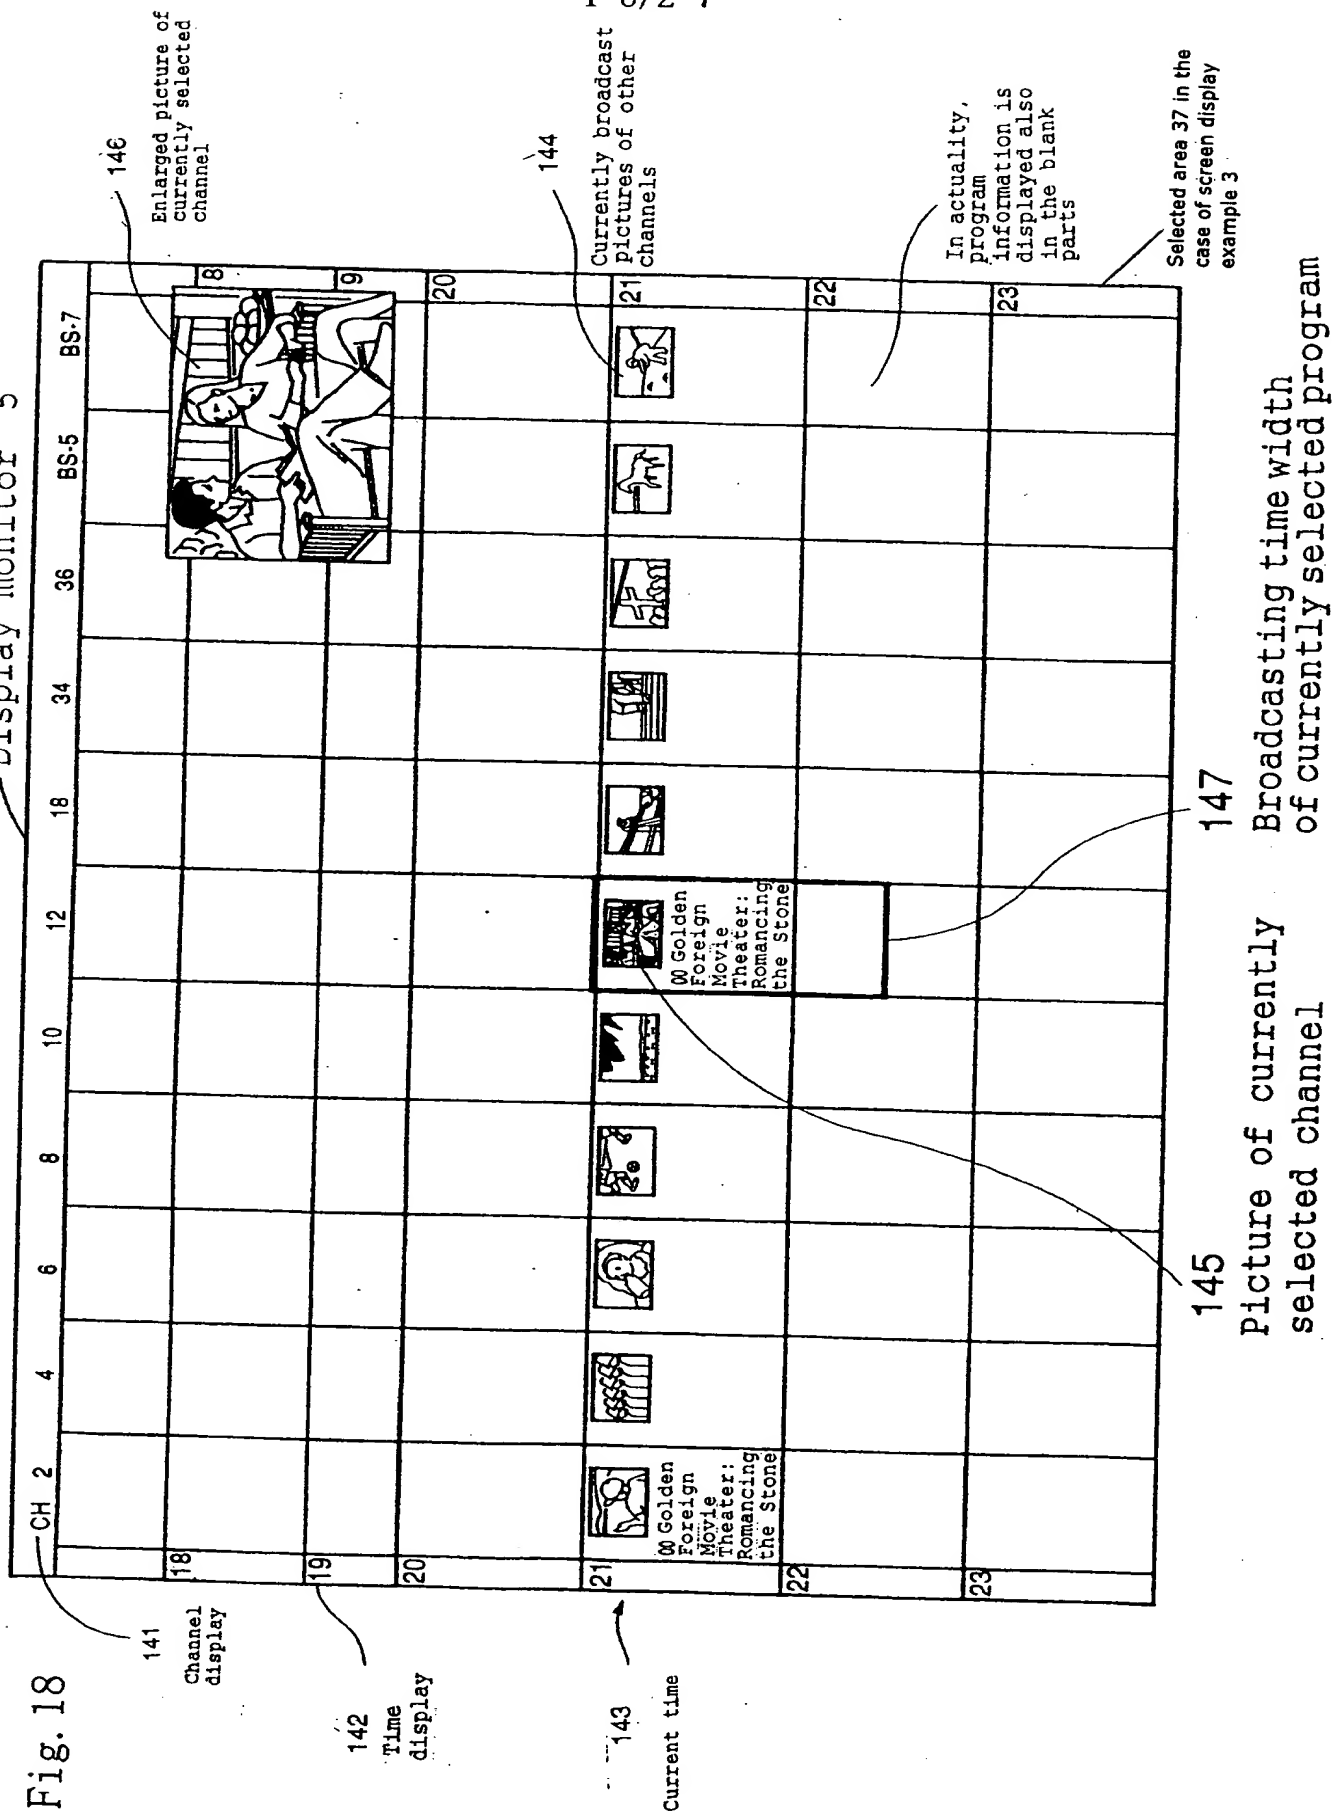 Fig. 18
Display monitor 5
141
Channel
display
CH 2 4 6 8 10 12 18 34 36 BS-5 BS-7
146
Enlarged picture of
currently selected
channel
142
Time
display
18
19
20
21
22
23
8
9
20
21
22
23
143
Current time
144
Currently broadcast
pictures of other
channels
00 Golden
Foreign
Movie
Theater:
Romancing
the Stone
00 Golden
Foreign
Movie
Theater:
Romancing
the Stone
In actuality,
program
information is
displayed also
in the blank
parts
Selected area 37 in the
case of screen display
example 3
145
Picture of currently
selected channel
147
Broadcasting time width
of currently selected program